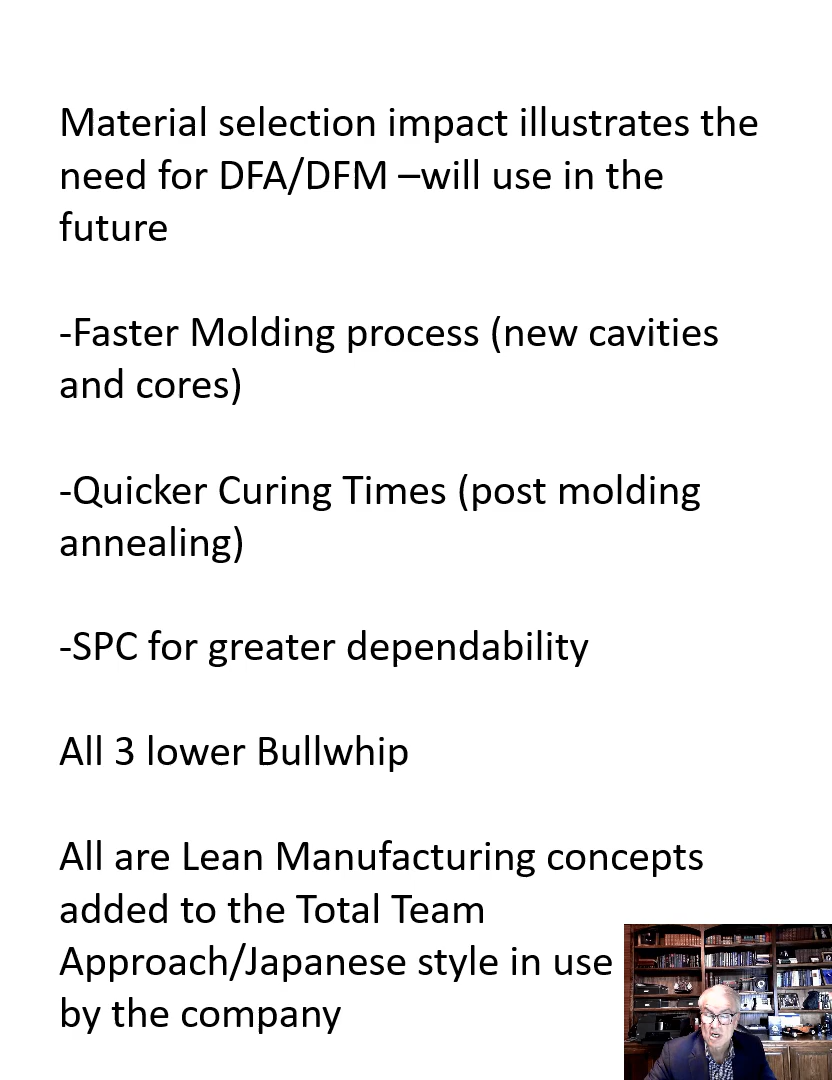 Material selection impact illustrates the
need for DFA/DFM –will use in the
future
-Faster Molding process (new cavities
and cores)
-Quicker Curing Times (post molding
annealing)
-SPC for greater dependability
All 3 lower Bullwhip
All are Lean Manufacturing concepts
added to the Total Team
Approach/Japanese style in use
by the company